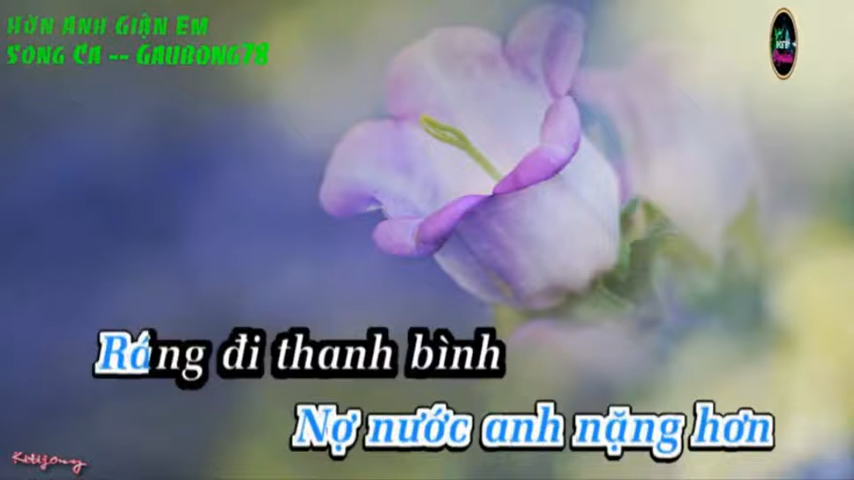 Hờn Anh Giận Em
Song Ca -- Gaubong78
Ráng đi thanh bình
Nợ nước anh nặng hơn